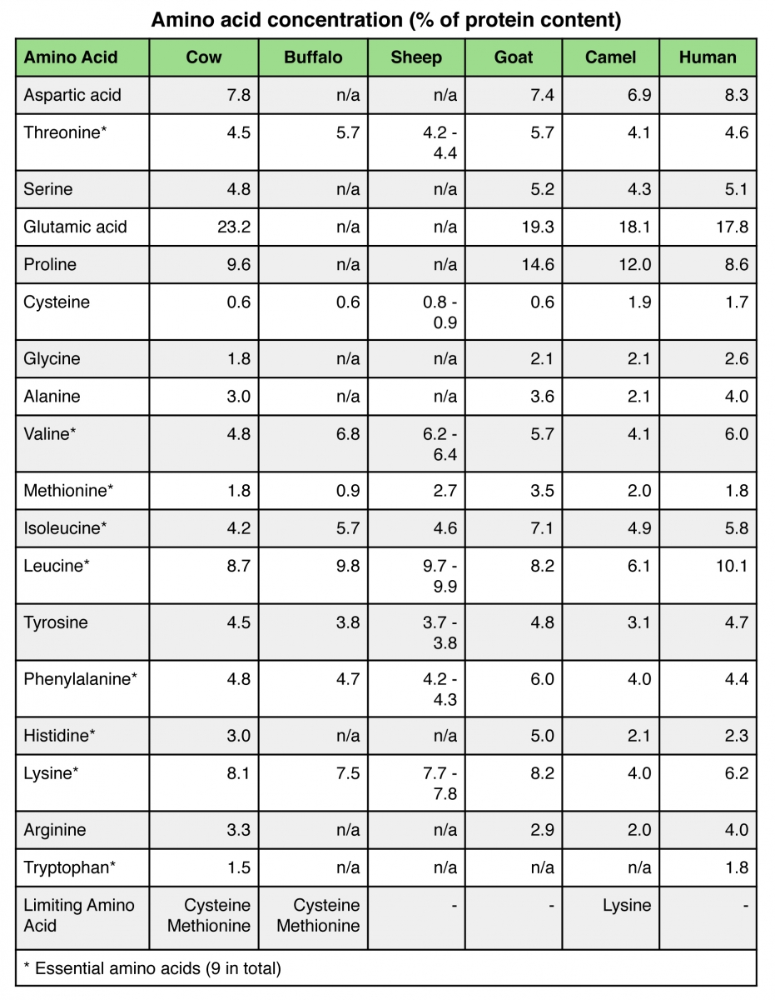 Amino acid concentration (% of protein content)
Amino Acid Cow Buffalo Sheep Goat Camel Human
Aspartic acid 7.8 n/a n/a 7.4 6.9 8.3
Threonine* 4.5 5.7 4.2 - 5.7 4.1 4.6
4.4
Serine 4.8 n/a n/a 5.2 4.3 5.1
Glutamic acid 23.2 n/a n/a 19.3 18.1 17.8
Proline 9.6 n/a n/a 14.6 12.0 8.6
Cysteine 0.6 0.6 0.8 - 0.6 1.9 1.7
0.9
Glycine 1.8 n/a n/a 2.1 2.1 2.6
Alanine 3.0 n/a n/a 3.6 2.1 4.0
Valine* 4.8 6.8 6.2 - 5.7 4.1 6.0
6.4
Methionine* 1.8 0.9 2.7 3.5 2.0 1.8
Isoleucine* 4.2 5.7 4.6 7.1 4.9 5.8
Leucine* 8.7 9.8 9.7 - 8.2 6.1 10.1
9.9
Tyrosine 4.5 3.8 3.7 - 4.8 3.1 4.7
3.8
Phenylalanine* 4.8 4.7 4.2 - 6.0 4.0 4.4
4.3
Histidine* 3.0 n/a n/a 5.0 2.1 2.3
Lysine* 8.1 7.5 7.7 - 8.2 4.0 6.2
7.8
Arginine 3.3 n/a n/a 2.9 2.0 4.0
Tryptophan* 1.5 n/a n/a n/a n/a 1.8
Limiting Amino Cysteine Cysteine - - Lysine -
Acid Methionine Methionine
* Essential amino acids (9 in total)